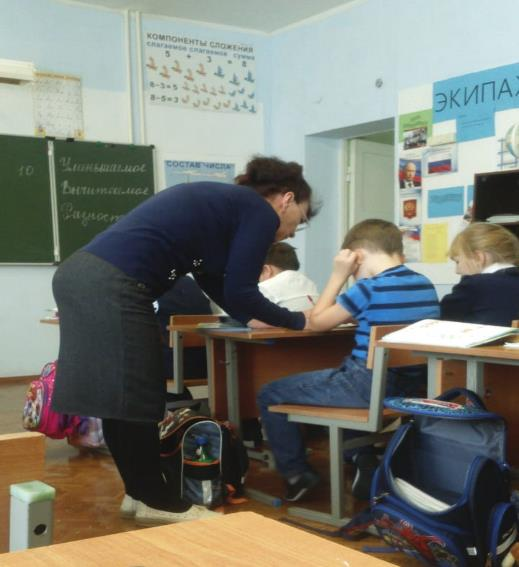 КОМПОНЕНТЫ СЛОЖЕНИЯ
слагаемое слагаемое сумма
5 + 3 = 8
8-3=5
8-5=3
СОСТАВ ЧИСЛА
10
Уменьшаемое
Вычитаемое
Разност
ЭКИПАЖ